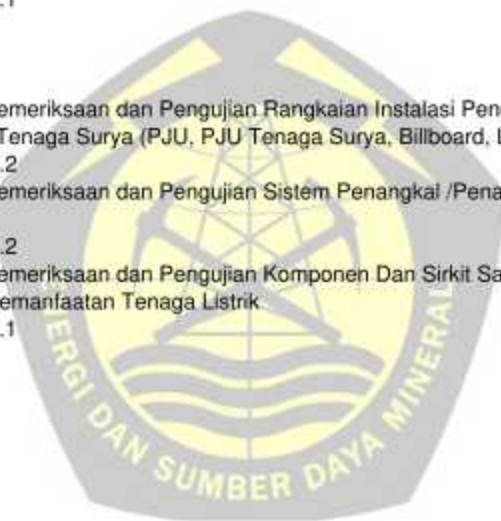 .1
emeriksaan dan Pengujian Rangkaian Instalasi Pen
Tenaga Surya (PJU, PJU Tenaga Surya, Billboard, L
.2
emeriksaan dan Pengujian Sistem Penangkal /Pena
.2
emeriksaan dan Pengujian Komponen Dan Sirkit Sa
emanfaatan Tenaga Listrik
.1
ERGI DAN SUMBER DAYA MINERAL